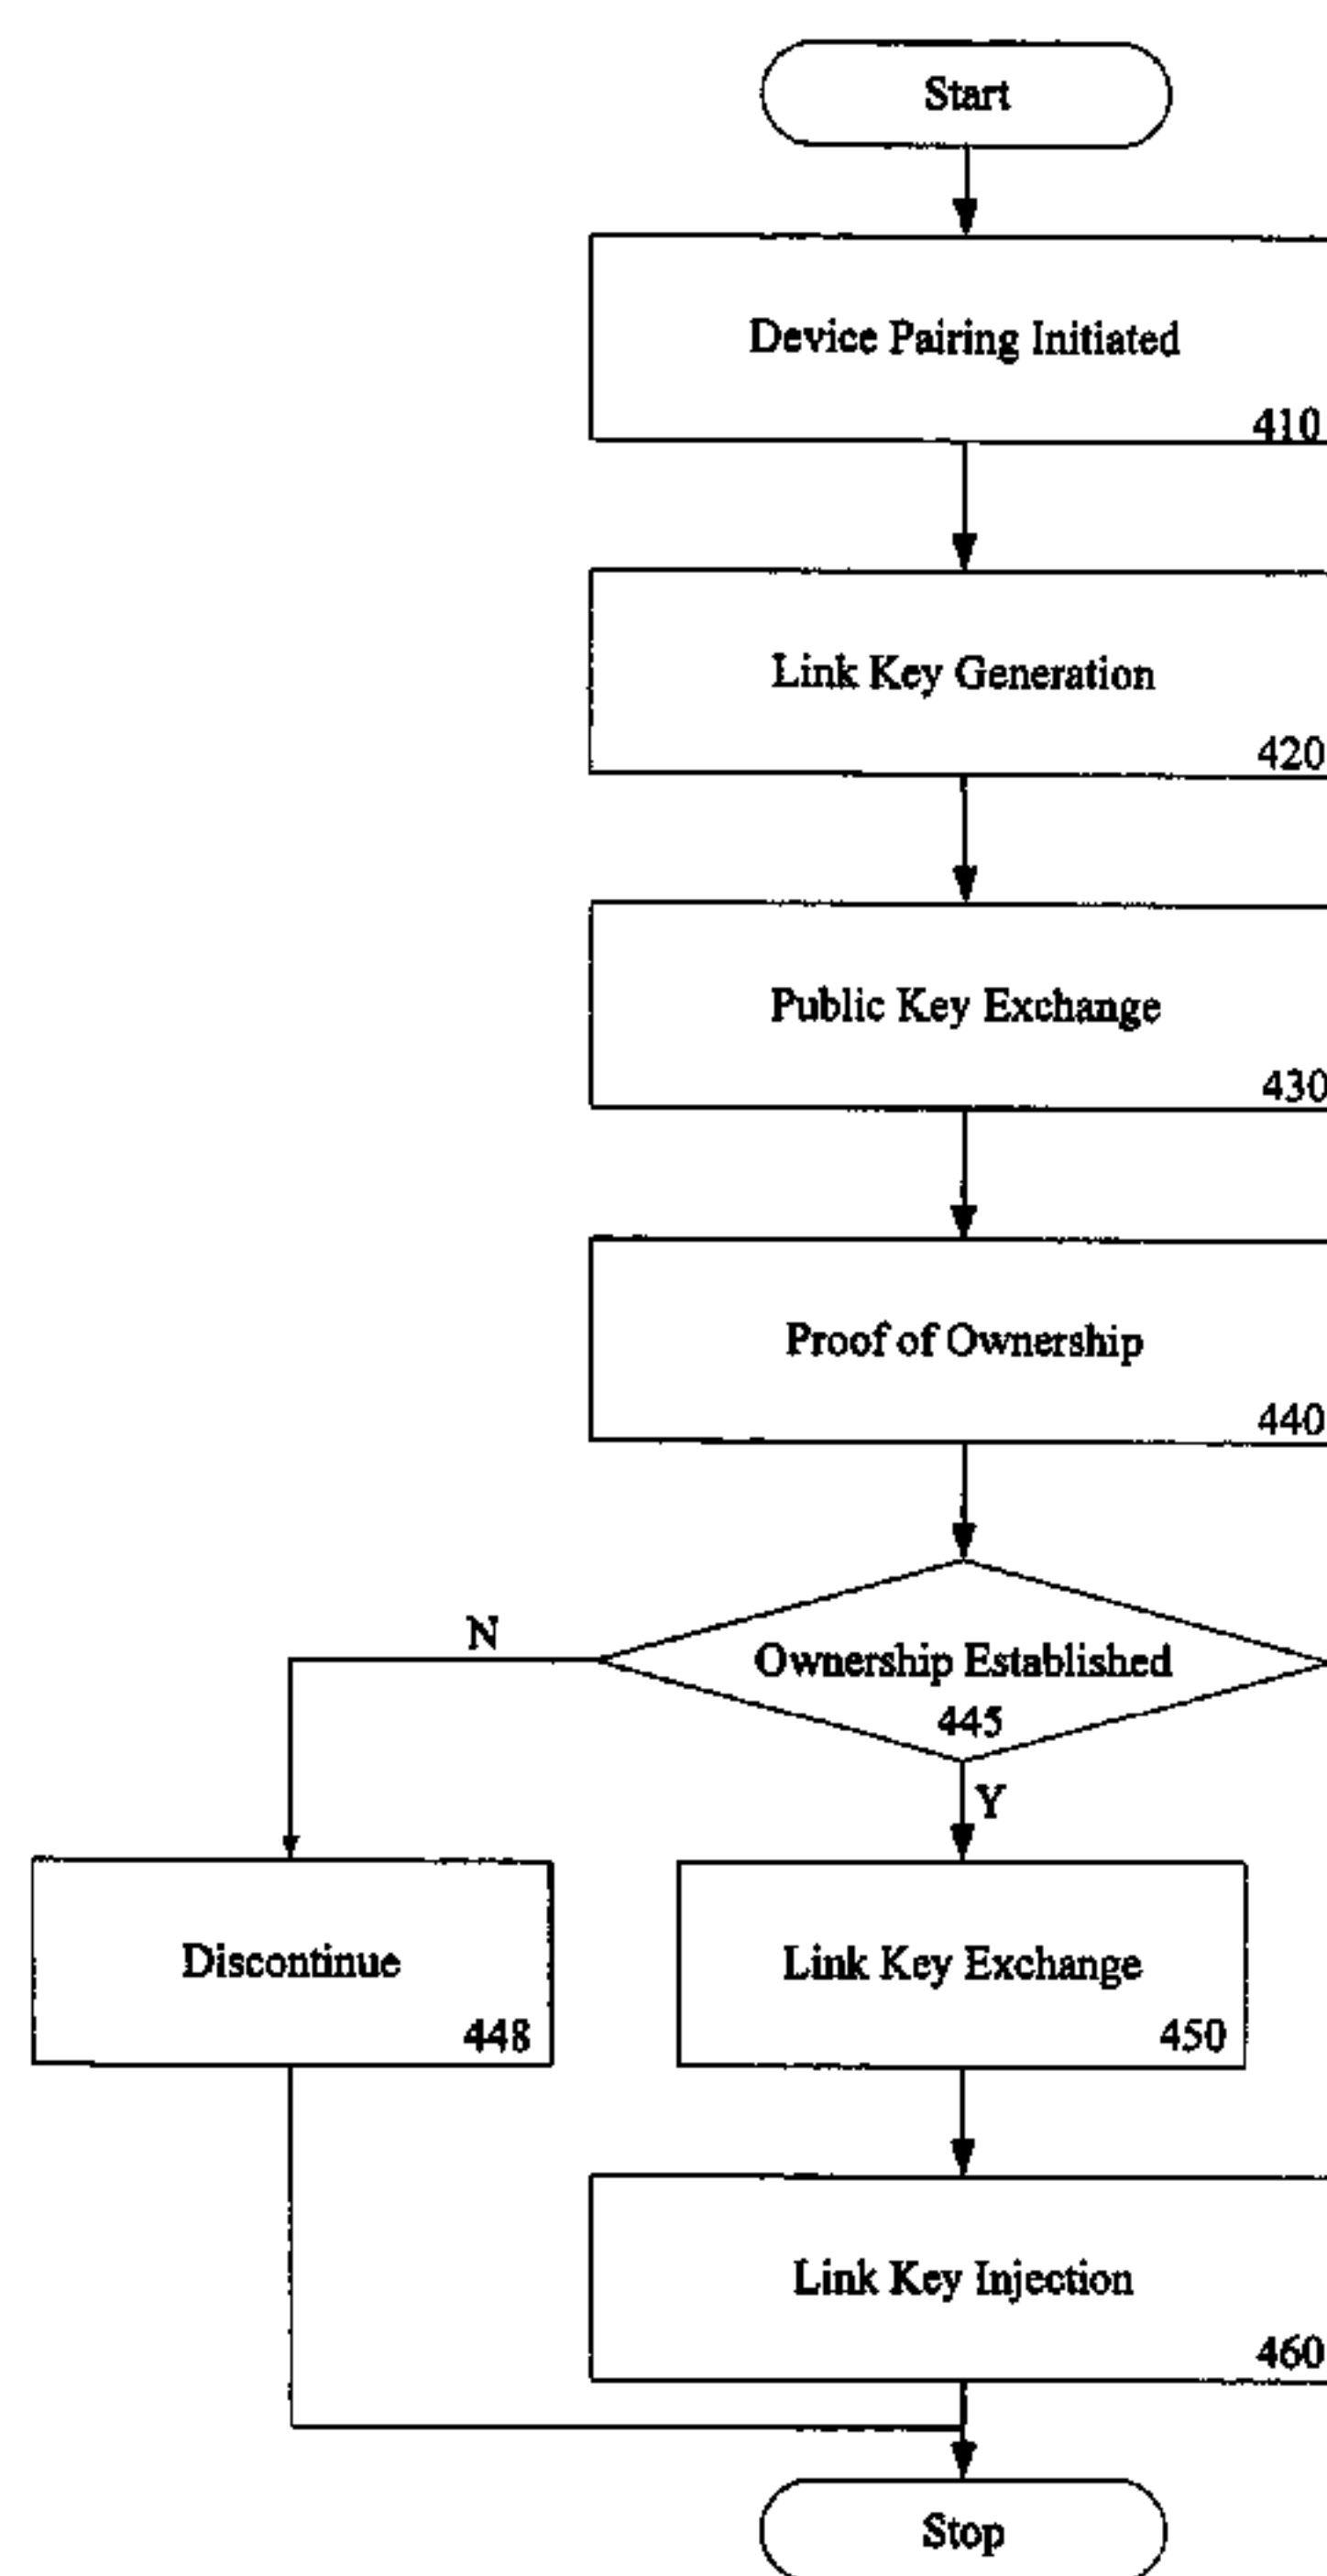 Start
Device Pairing Initiated
410
Link Key Generation
420
Public Key Exchange
430
Proof of Ownership
440
Ownership Established
445
N
Y
Discontinue
448
Link Key Exchange
450
Link Key Injection
460
Stop